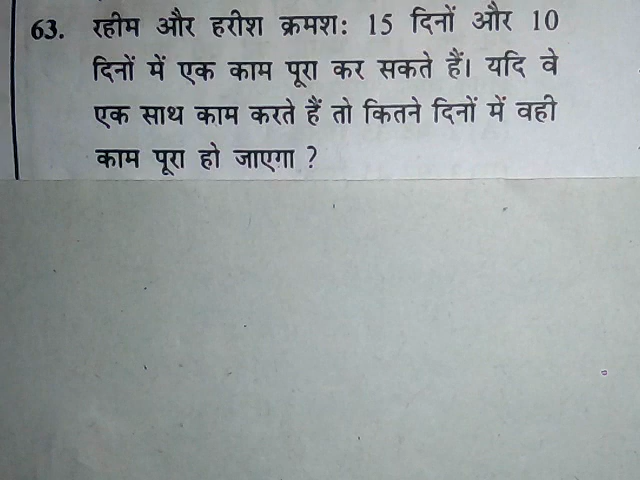 63. रहीम और हरीश क्रमश: 15 दिनों और 10
दिनों में एक काम पूरा कर सकते हैं। यदि वे
एक साथ काम करते हैं तो कितने दिनों में वही
काम पूरा हो जाएगा ?